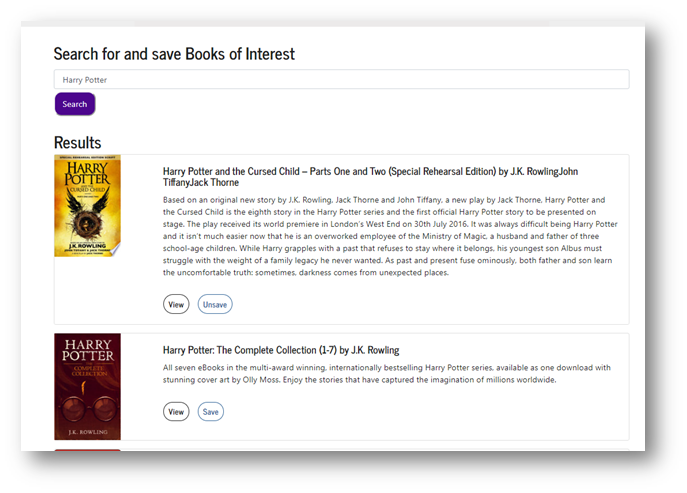 Search for and save Books of Interest
Harry Potter
Search
Results
SPECIAL REHEARSAL EDITION SCRIPT
HARRY
POTTER
AND THE
CURSED CHILD
PARTS ONE AND TWO
J.K. ROWLING
JOHN TIFFANY & JACK THORNE
Harry Potter and the Cursed Child – Parts One and Two (Special Rehearsal Edition) by J.K. RowlingJohn
TiffanyJack Thorne
Based on an original new story by J.K. Rowling, Jack Thorne and John Tiffany, a new play by Jack Thorne, Harry Potter and
the Cursed Child is the eighth story in the Harry Potter series and the first official Harry Potter story to be presented on
stage. The play received its world premiere in London's West End on 30th July 2016. It was always difficult being Harry Potter
and it isn't much easier now that he is an overworked employee of the Ministry of Magic, a husband and father of three
school-age children. While Harry grapples with a past that refuses to stay where it belongs, his youngest son Albus must
struggle with the weight of a family legacy he never wanted. As past and present fuse ominously, both father and son learn
the uncomfortable truth: sometimes, darkness comes from unexpected places.
View
Unsave
HARRY
POTTER
THE
COMPLETE
COLLECTION
J.K. ROWLING
Harry Potter: The Complete Collection (1-7) by J.K. Rowling
All seven eBooks in the multi-award winning, internationally bestselling Harry Potter series, available as one download with
stunning cover art by Olly Moss. Enjoy the stories that have captured the imagination of millions worldwide.
View
Save